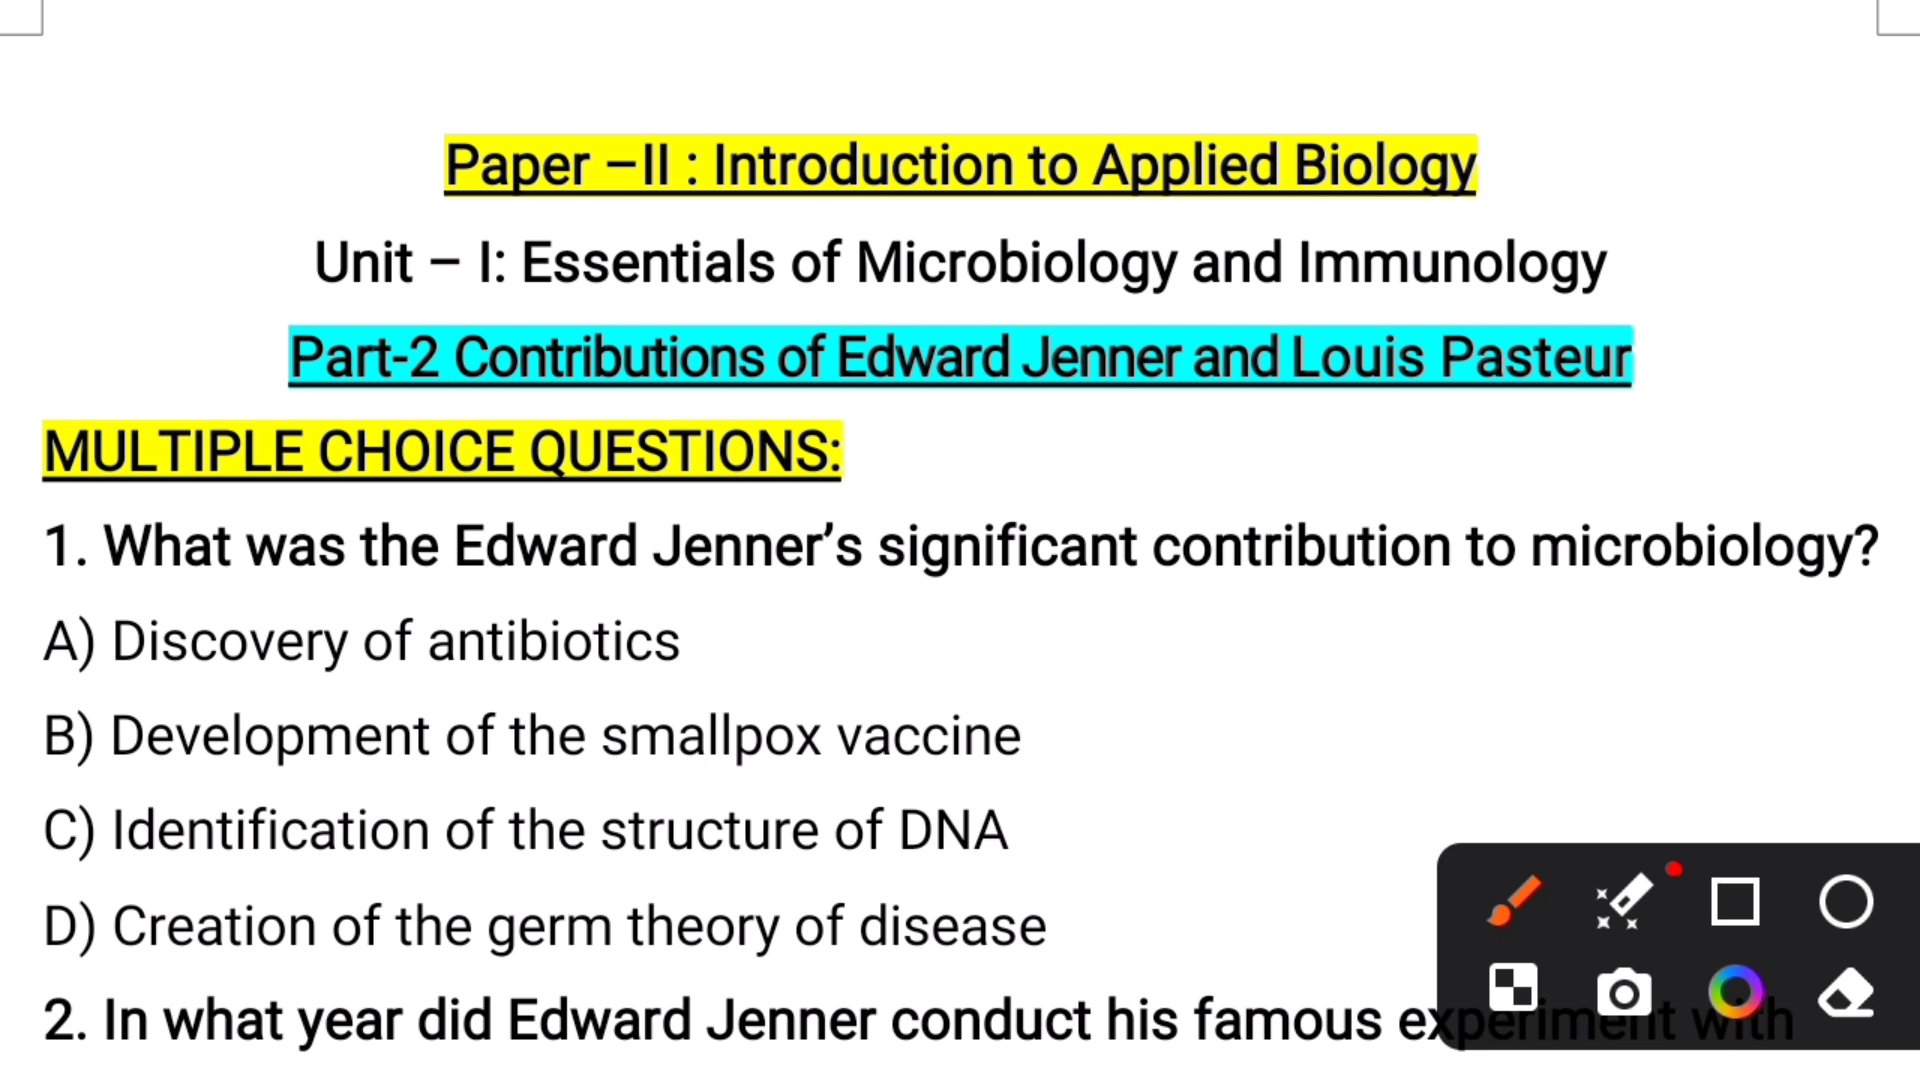 Paper –II : Introduction to Applied Biology
Unit – I: Essentials of Microbiology and Immunology
Part-2 Contributions of Edward Jenner and Louis Pasteur
MULTIPLE CHOICE QUESTIONS:
1. What was the Edward Jenner’s significant contribution to microbiology?
A) Discovery of antibiotics
B) Development of the smallpox vaccine
C) Identification of the structure of DNA
D) Creation of the germ theory of disease
2. In what year did Edward Jenner conduct his famous experiment with